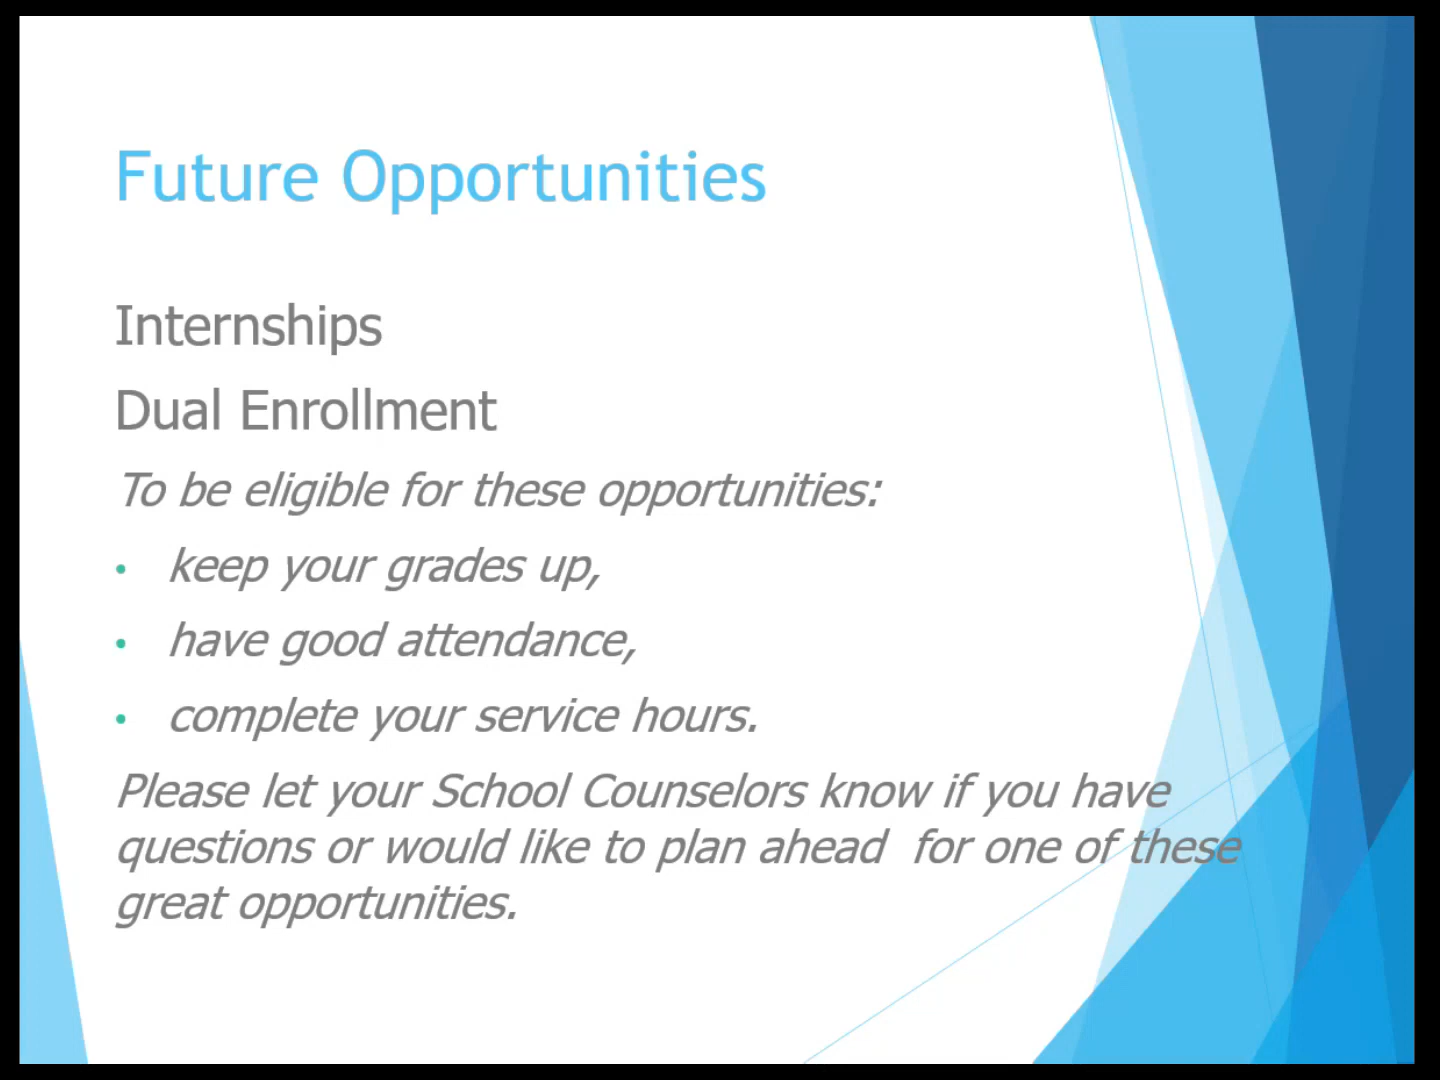 Future Opportunities
Internships
Dual Enrollment
To be eligible for these opportunities:
• keep your grades up,
• have good attendance,
• complete your service hours.
Please let your School Counselors know if you have
questions or would like to plan ahead  for one of these
great opportunities.